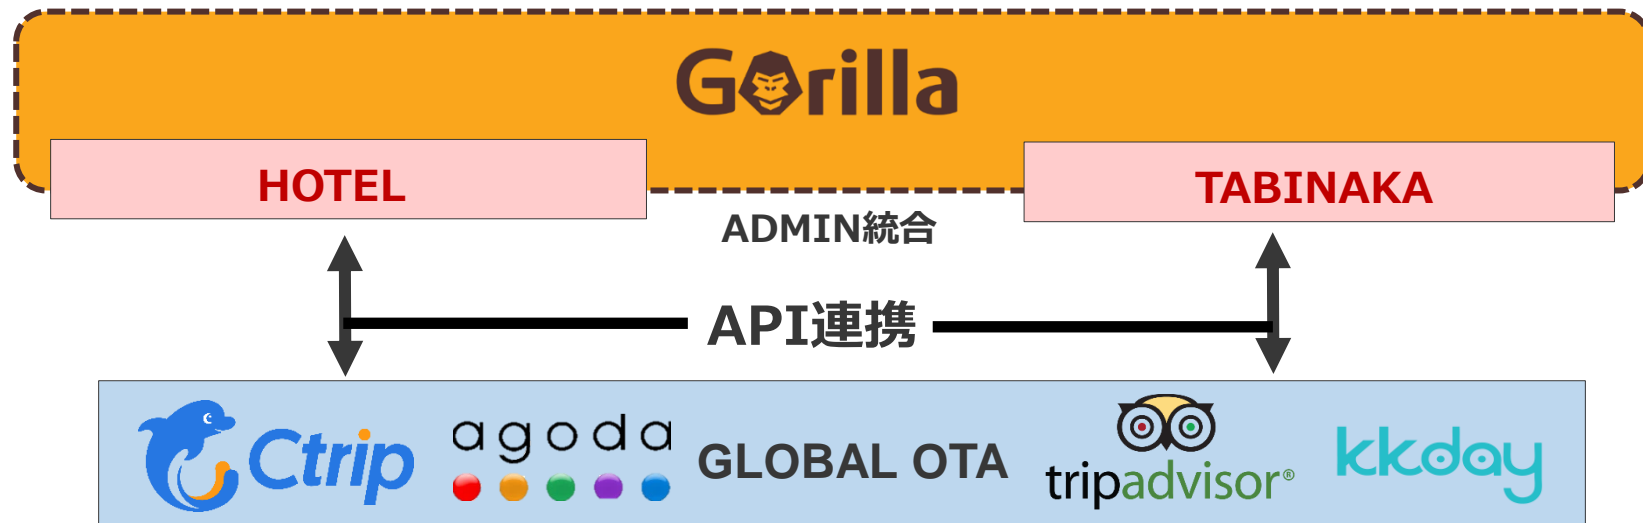 Gorilla
HOTEL
TABINAKA
ADMIN統合
API連携
Ctrip
agoda
GLOBAL OTA
tripadvisor®
kkday